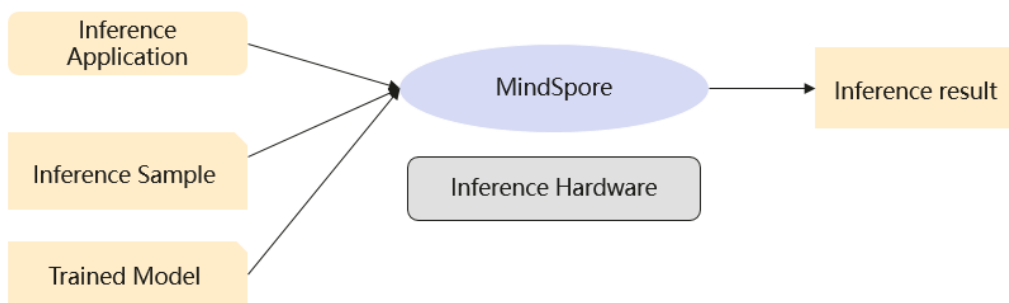 Inference
Application
MindSpore
Inference result
Inference Sample
Inference Hardware
Trained Model